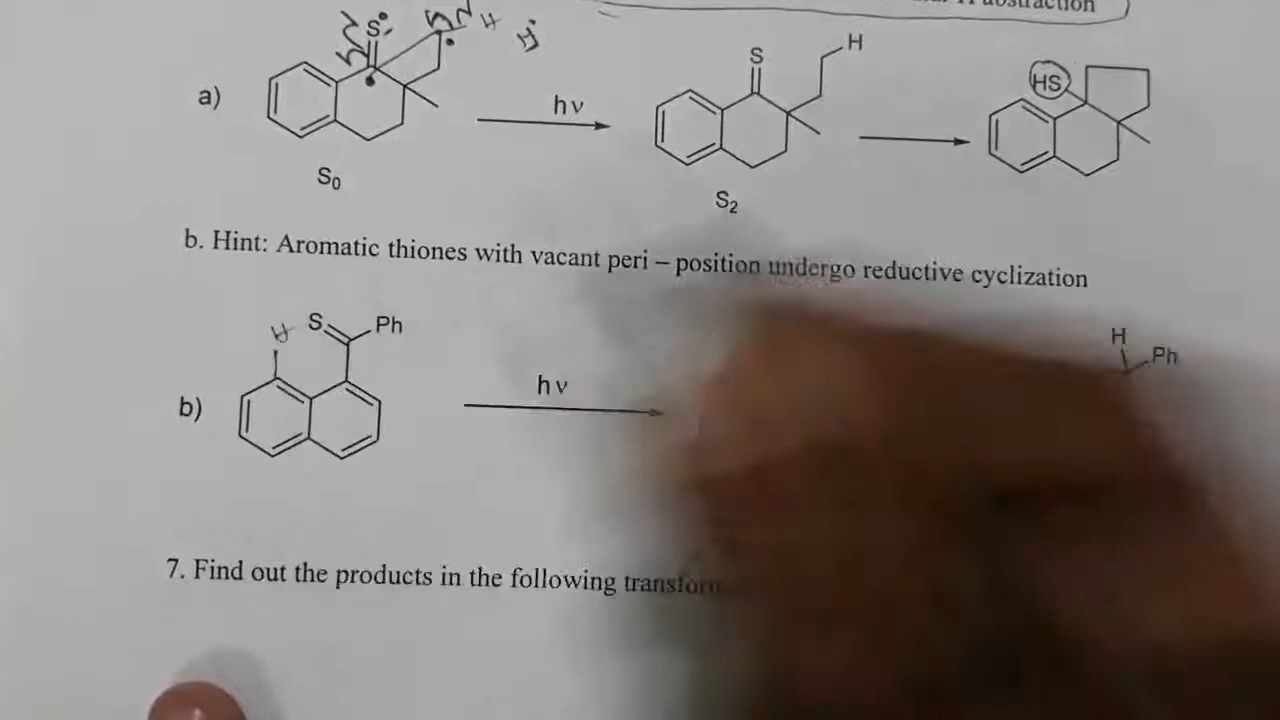 abstraction
S H
S H
HS
a) hν
S₀
S₂
b. Hint: Aromatic thiones with vacant peri – position undergo reductive cyclization
H S Ph
H Ph
b) hν
7. Find out the products in the following